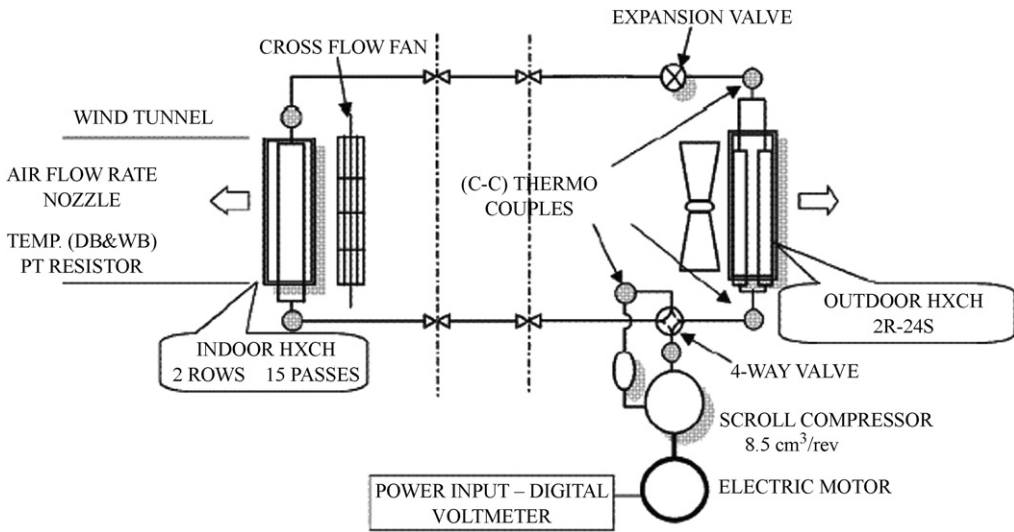 EXPANSION VALVE
CROSS FLOW FAN
WIND TUNNEL
AIR FLOW RATE
NOZZLE
TEMP. (DB&WB)
PT RESISTOR
(C-C) THERMO
COUPLES
INDOOR HXCH
2 ROWS 15 PASSES
OUTDOOR HXCH
2R-24S
4-WAY VALVE
SCROLL COMPRESSOR
8.5 cm³/rev
ELECTRIC MOTOR
POWER INPUT – DIGITAL
VOLTMETER